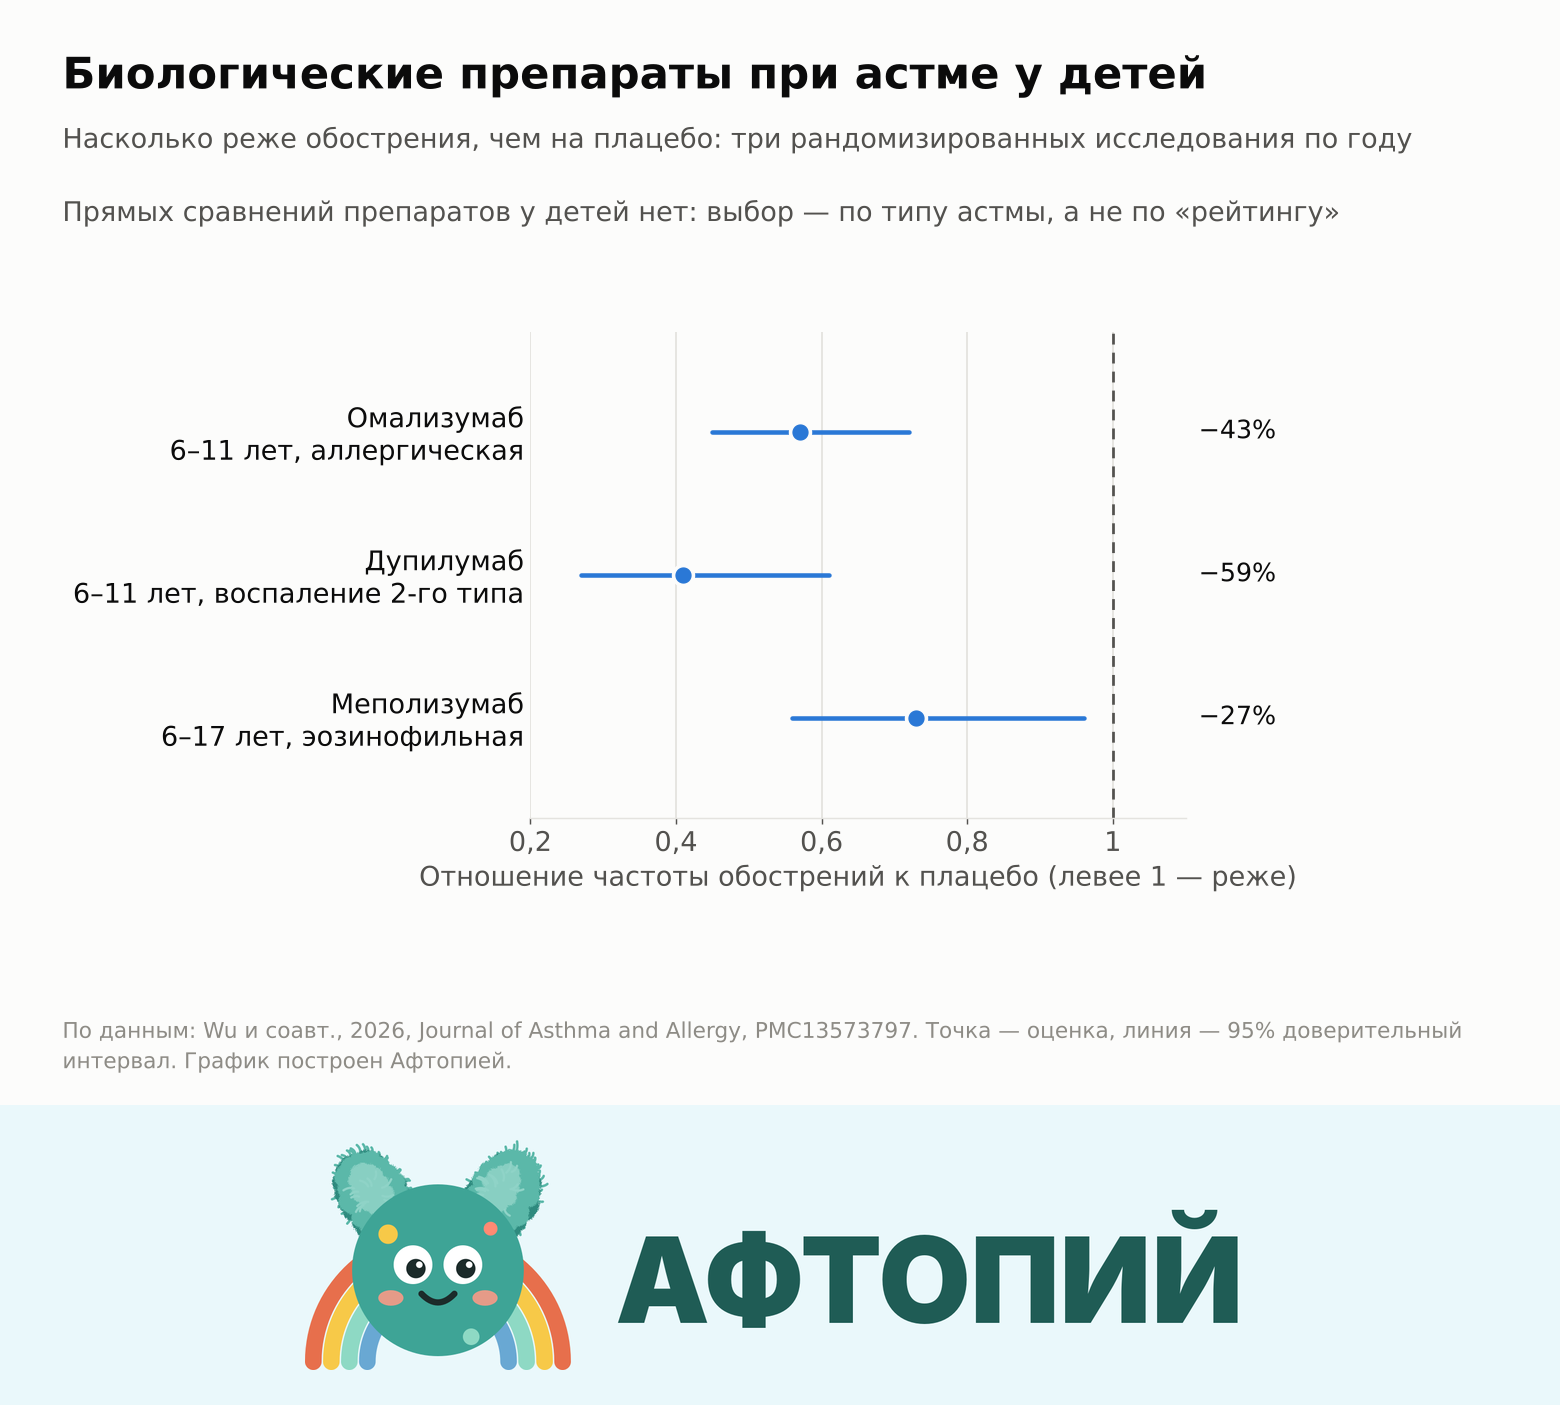 Биологические препараты при астме у детей
Насколько реже обострения, чем на плацебо: три рандомизированных исследования по году
Прямых сравнений препаратов у детей нет: выбор — по типу астмы, а не по «рейтингу»
Омализумаб
6–11 лет, аллергическая
−43%
Дупилумаб
6–11 лет, воспаление 2-го типа
−59%
Меполизумаб
6–17 лет, эозинофильная
−27%
0,2 0,4 0,6 0,8 1
Отношение частоты обострений к плацебо (левее 1 — реже)
По данным: Wu и соавт., 2026, Journal of Asthma and Allergy, PMC13573797. Точка — оценка, линия — 95% доверительный
интервал. График построен Афтопией.
АФТОПИЙ